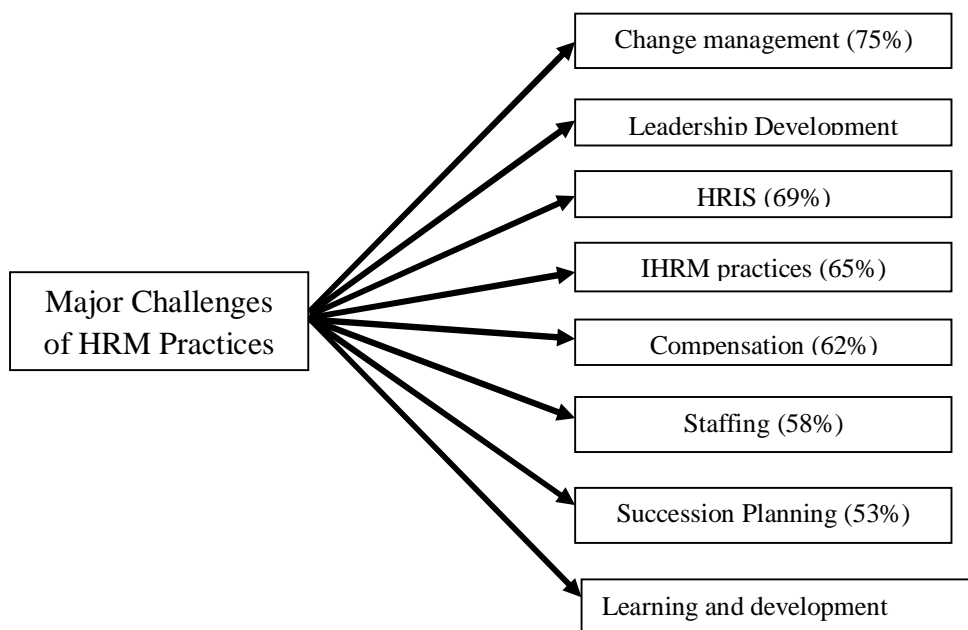 Change management (75%)
Leadership Development
HRIS (69%)
IHRM practices (65%)
Major Challenges
of HRM Practices
Compensation (62%)
Staffing (58%)
Succession Planning (53%)
Learning and development